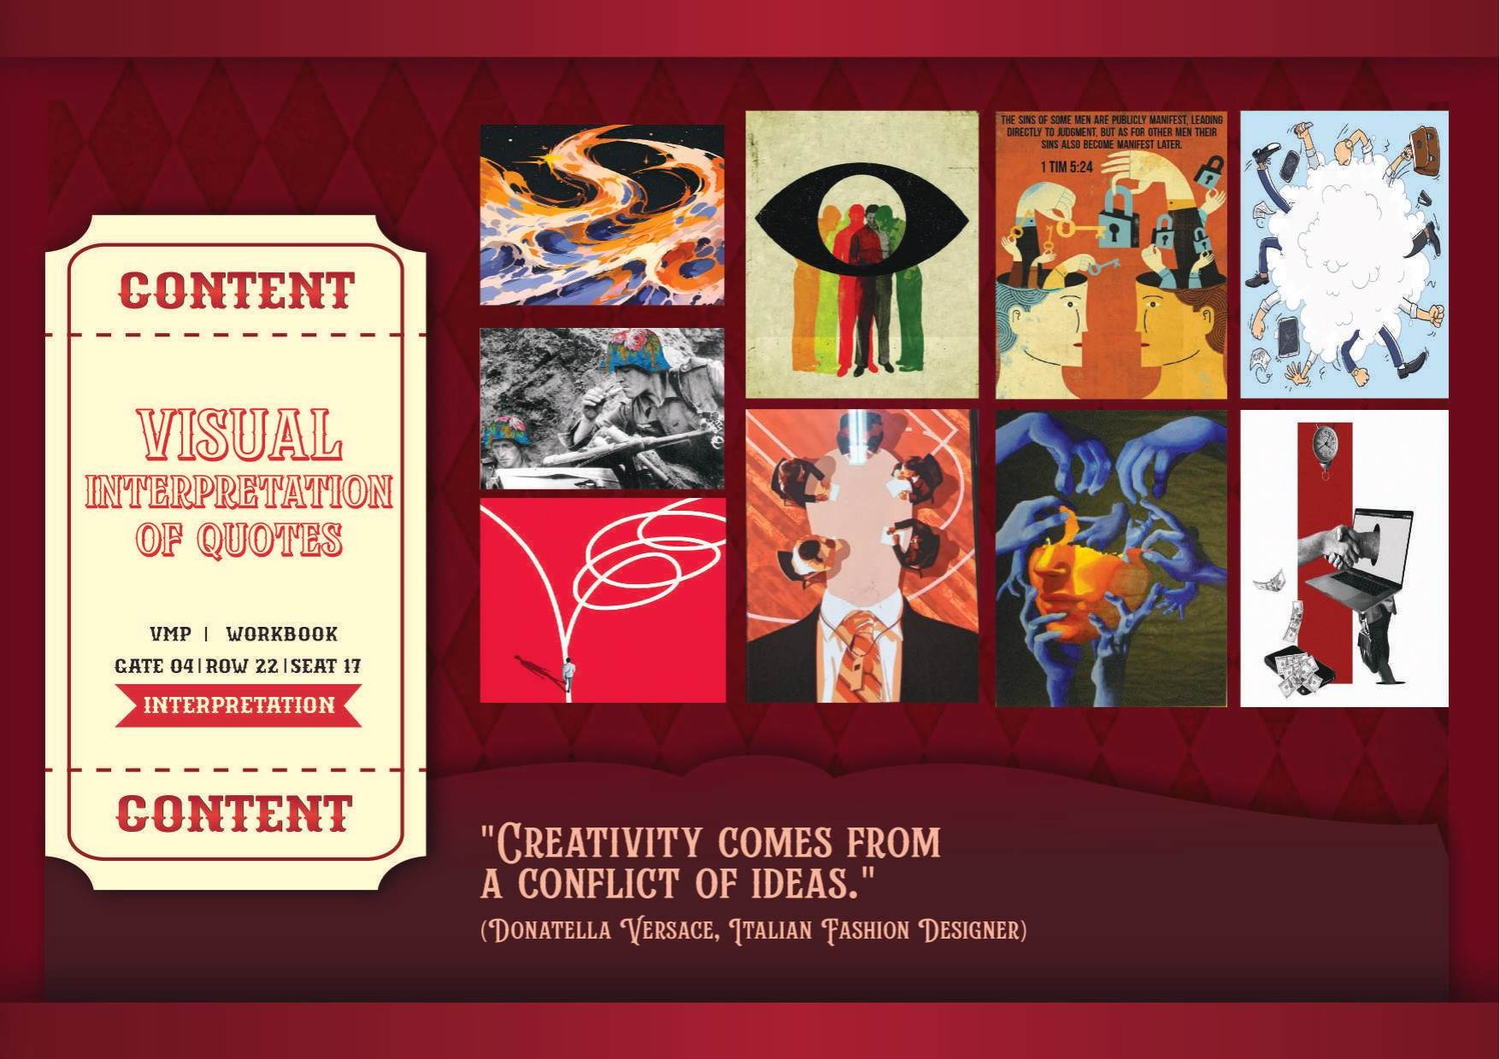 CONTENT
VISUAL
INTERPRETATION
OF QUOTES
VMP | WORKBOOK
GATE 04|ROW 22|SEAT 17
INTERPRETATION
CONTENT
THE SINS OF SOME MEN ARE PUBLICLY MANIFEST, LEADING
DIRECTLY TO JUDGMENT, BUT AS FOR OTHER MEN THEIR
SINS ALSO BECOME MANIFEST LATER.
1 TIM 5:24
"CREATIVITY COMES FROM
A CONFLICT OF IDEAS."
(DONATELLA VERSACE, ITALIAN FASHION DESIGNER)